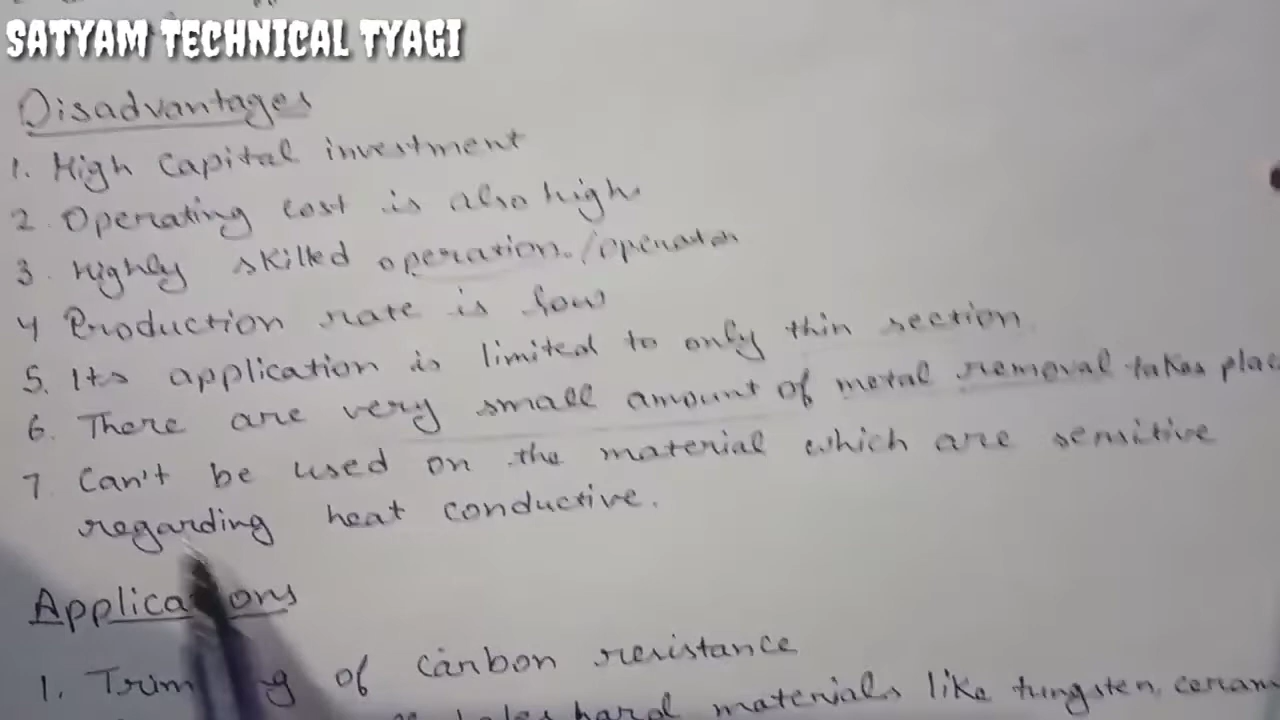 SATYAM TECHNICAL TYAGI
Disadvantages
1. High Capital investment
2. Operating cost is also high
3. Highly skilled operation./operator
4 Production rate is low
5. Its application is limited to only thin section
6. There are very small amount of metal removal takes plac
7 Can't be used on the material which are sensitive
regarding heat conductive.
Applications
1. of carbon resistance
hard materials like tungsten, ceram